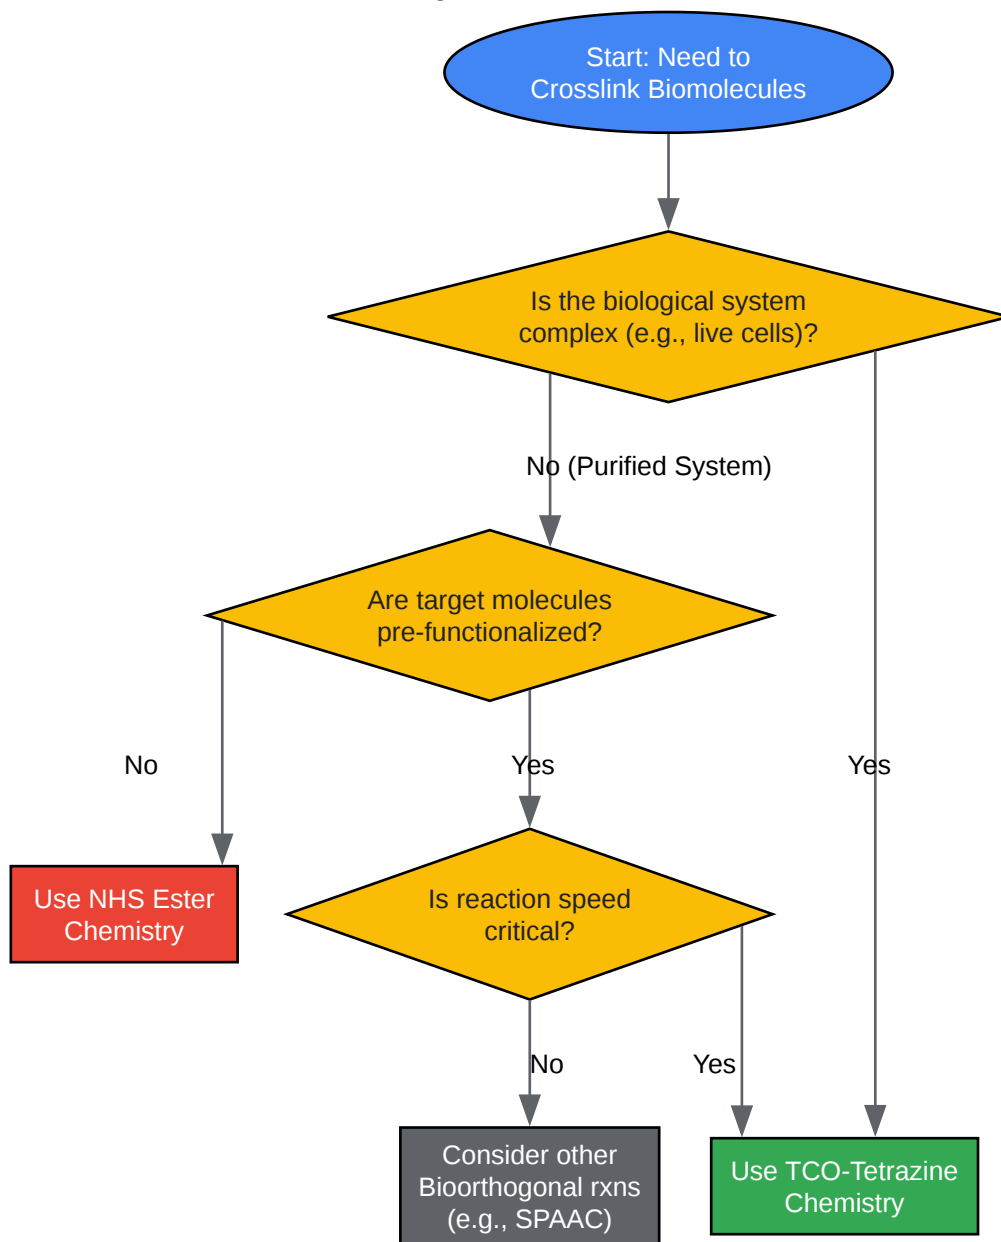 Start: Need to
Crosslink Biomolecules
Is the biological system
complex (e.g., live cells)?
No (Purified System)
Are target molecules
pre-functionalized?
No
Yes
Yes
Use NHS Ester
Chemistry
Is reaction speed
critical?
No
Yes
Consider other
Bioorthogonal rxns
(e.g., SPAAC)
Use TCO-Tetrazine
Chemistry